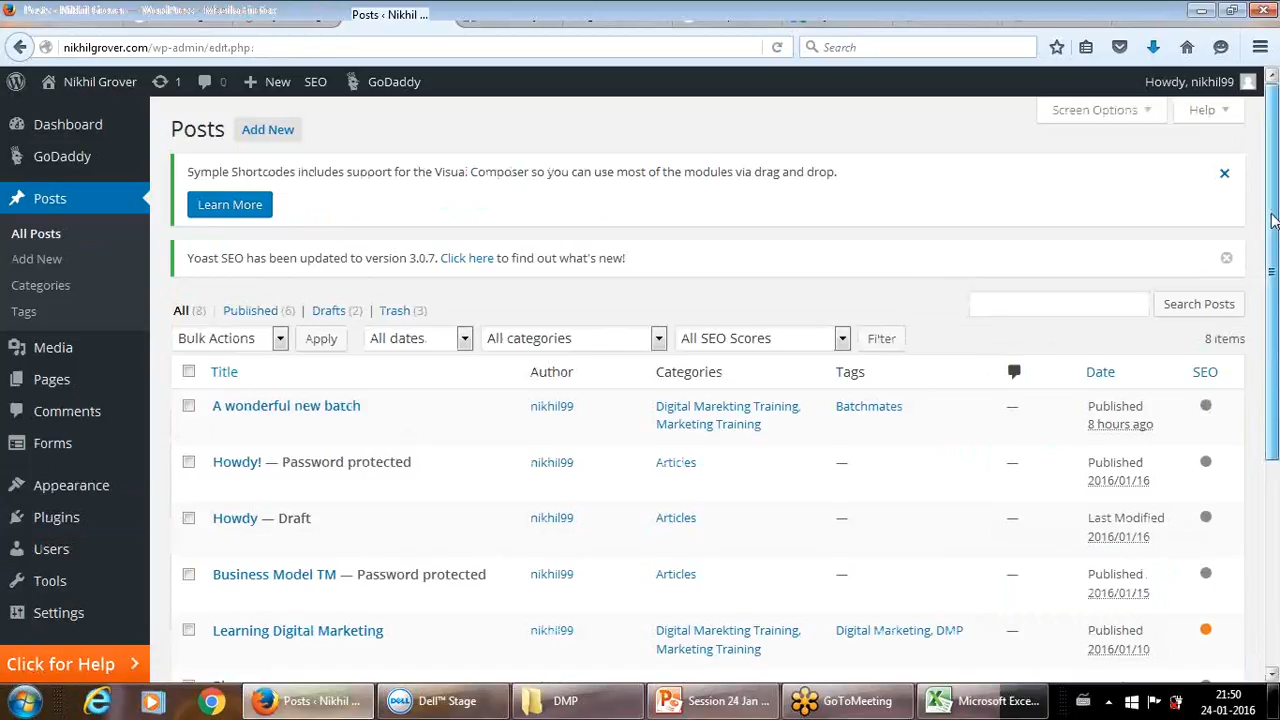 Posts ‹ Nikhil Grover — WordPress - Mozilla Firefox
Posts ‹ Nikhil ...
nikhilgrover.com/wp-admin/edit.php
Search
Nikhil Grover
1
0
New
SEO
GoDaddy
Howdy, nikhil99
Dashboard
GoDaddy
Posts
All Posts
Add New
Categories
Tags
Media
Pages
Comments
Forms
Appearance
Plugins
Users
Tools
Settings
Click for Help
Posts
Add New
Screen Options
Help
Symple Shortcodes includes support for the Visual Composer so you can use most of the modules via drag and drop.
Learn More
Yoast SEO has been updated to version 3.0.7. Click here to find out what's new!
All (8) | Published (6) | Drafts (2) | Trash (3)
Search Posts
Bulk Actions
Apply
All dates
All categories
All SEO Scores
Filter
8 items
Title Author Categories Tags Date SEO
A wonderful new batch nikhil99 Digital Marekting Training, Batchmates — Published
Marketing Training 8 hours ago
Howdy! — Password protected nikhil99 Articles — — Published
2016/01/16
Howdy — Draft nikhil99 Articles — — Last Modified
2016/01/16
Business Model TM — Password protected nikhil99 Articles — — Published
2016/01/15
Learning Digital Marketing nikhil99 Digital Marekting Training, Digital Marketing, DMP — Published
Marketing Training 2016/01/10
Posts ‹ Nikhil ...
Dell™ Stage
DMP
Session 24 Jan ...
GoToMeeting
Microsoft Exce...
21:50
24-01-2016